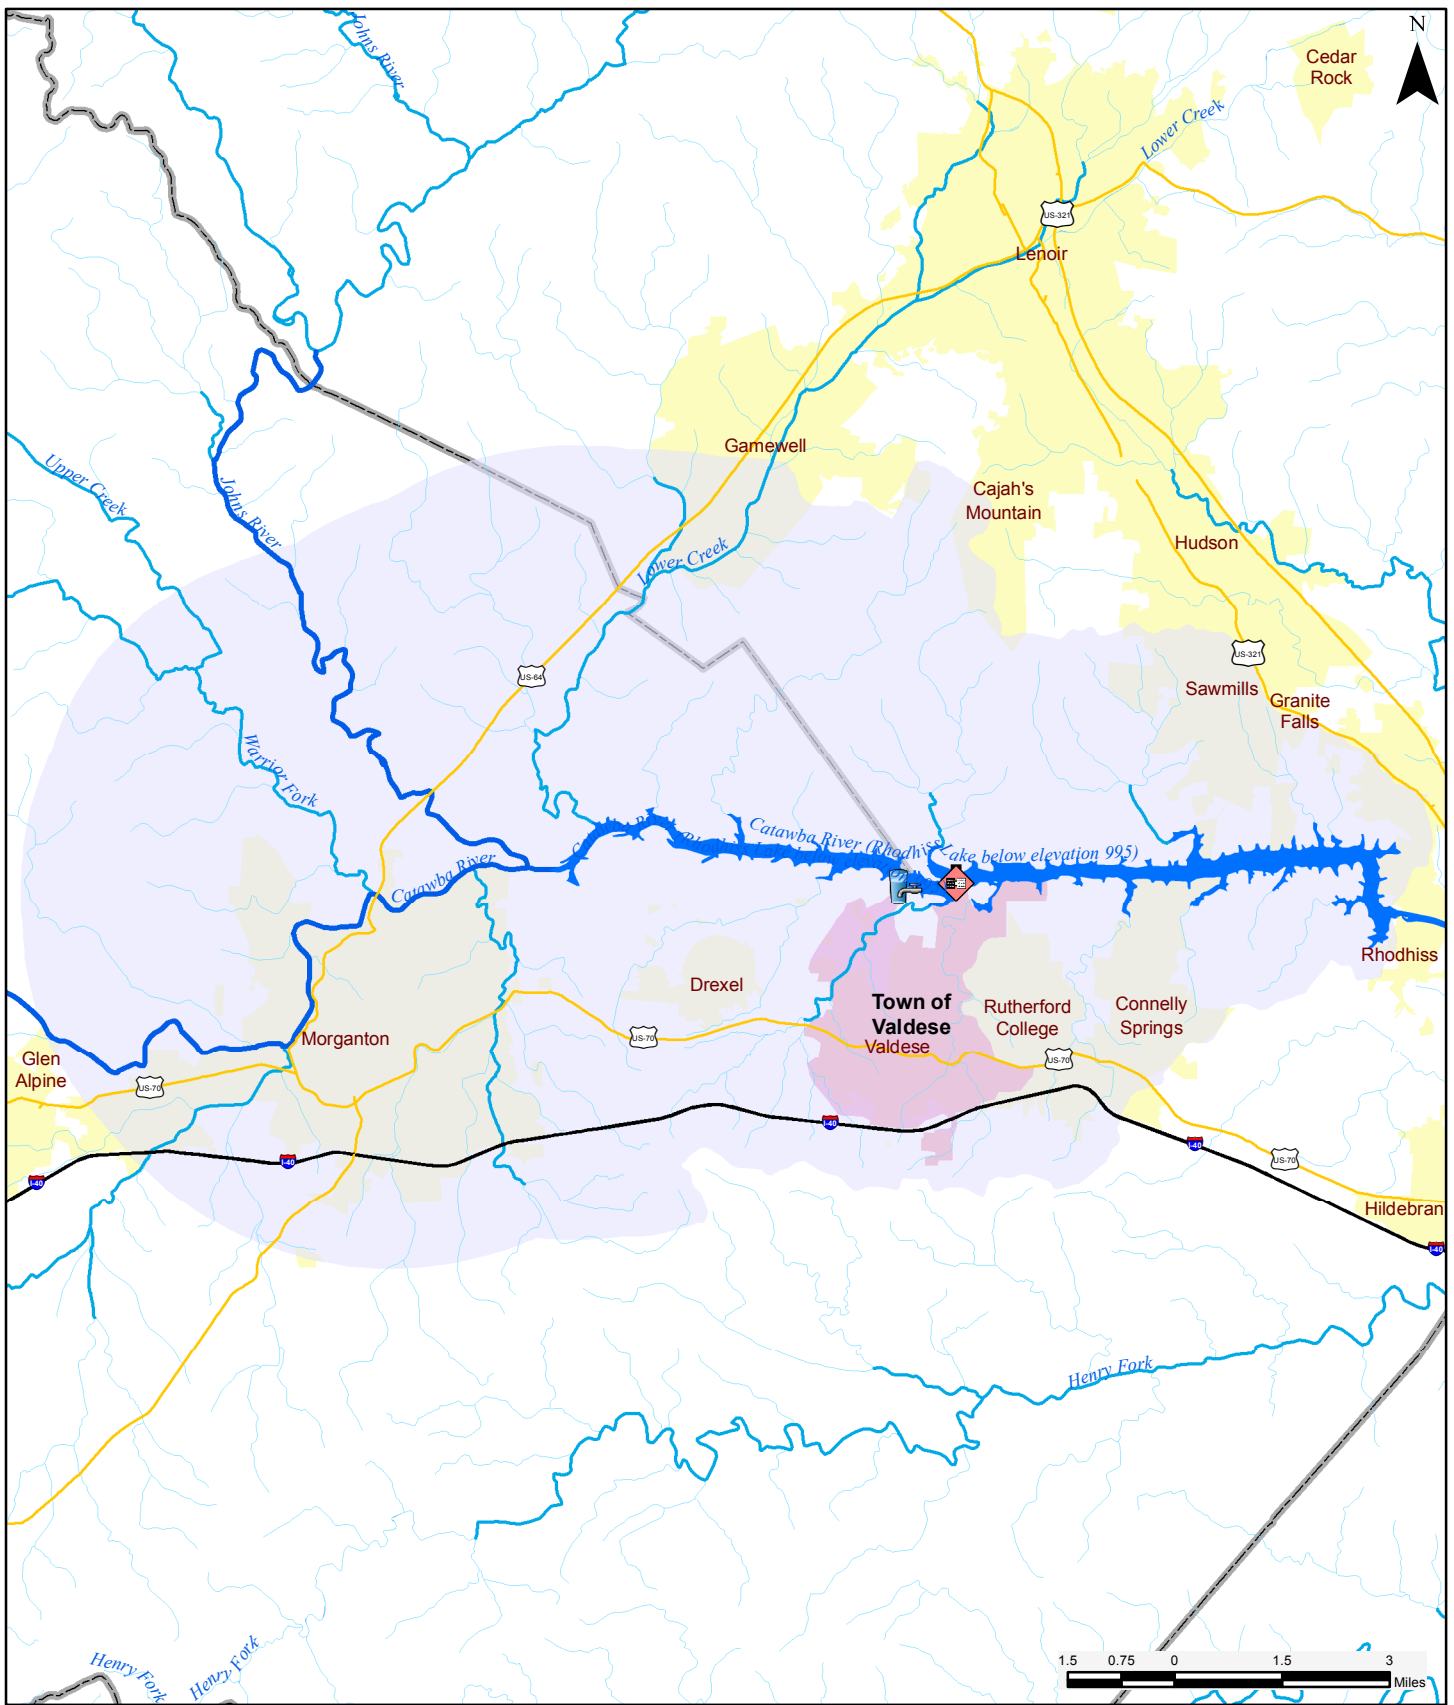 N
Johns River
Cedar
Rock
Lower Creek
US-321
Lenoir
Gamewell
Upper Creek
Johns River
Cajah's
Mountain
Hudson
Lower Creek
US-321
US-64
Sawmills
Granite
Falls
Warrior Fork
Catawba River (Rhodhiss Lake below elevation 995)
Catawba River
Rhodhiss
Drexel
Town of
Valdese
Valdese
Rutherford
College
Connelly
Springs
Morganton
US-70
US-70
Glen
Alpine
US-70
I-40
I-40
I-40
I-40
US-70
Hildebran
I-40
Henry Fork
Henry Fork
Henry Fork
1.5 0.75 0 1.5 3
Miles